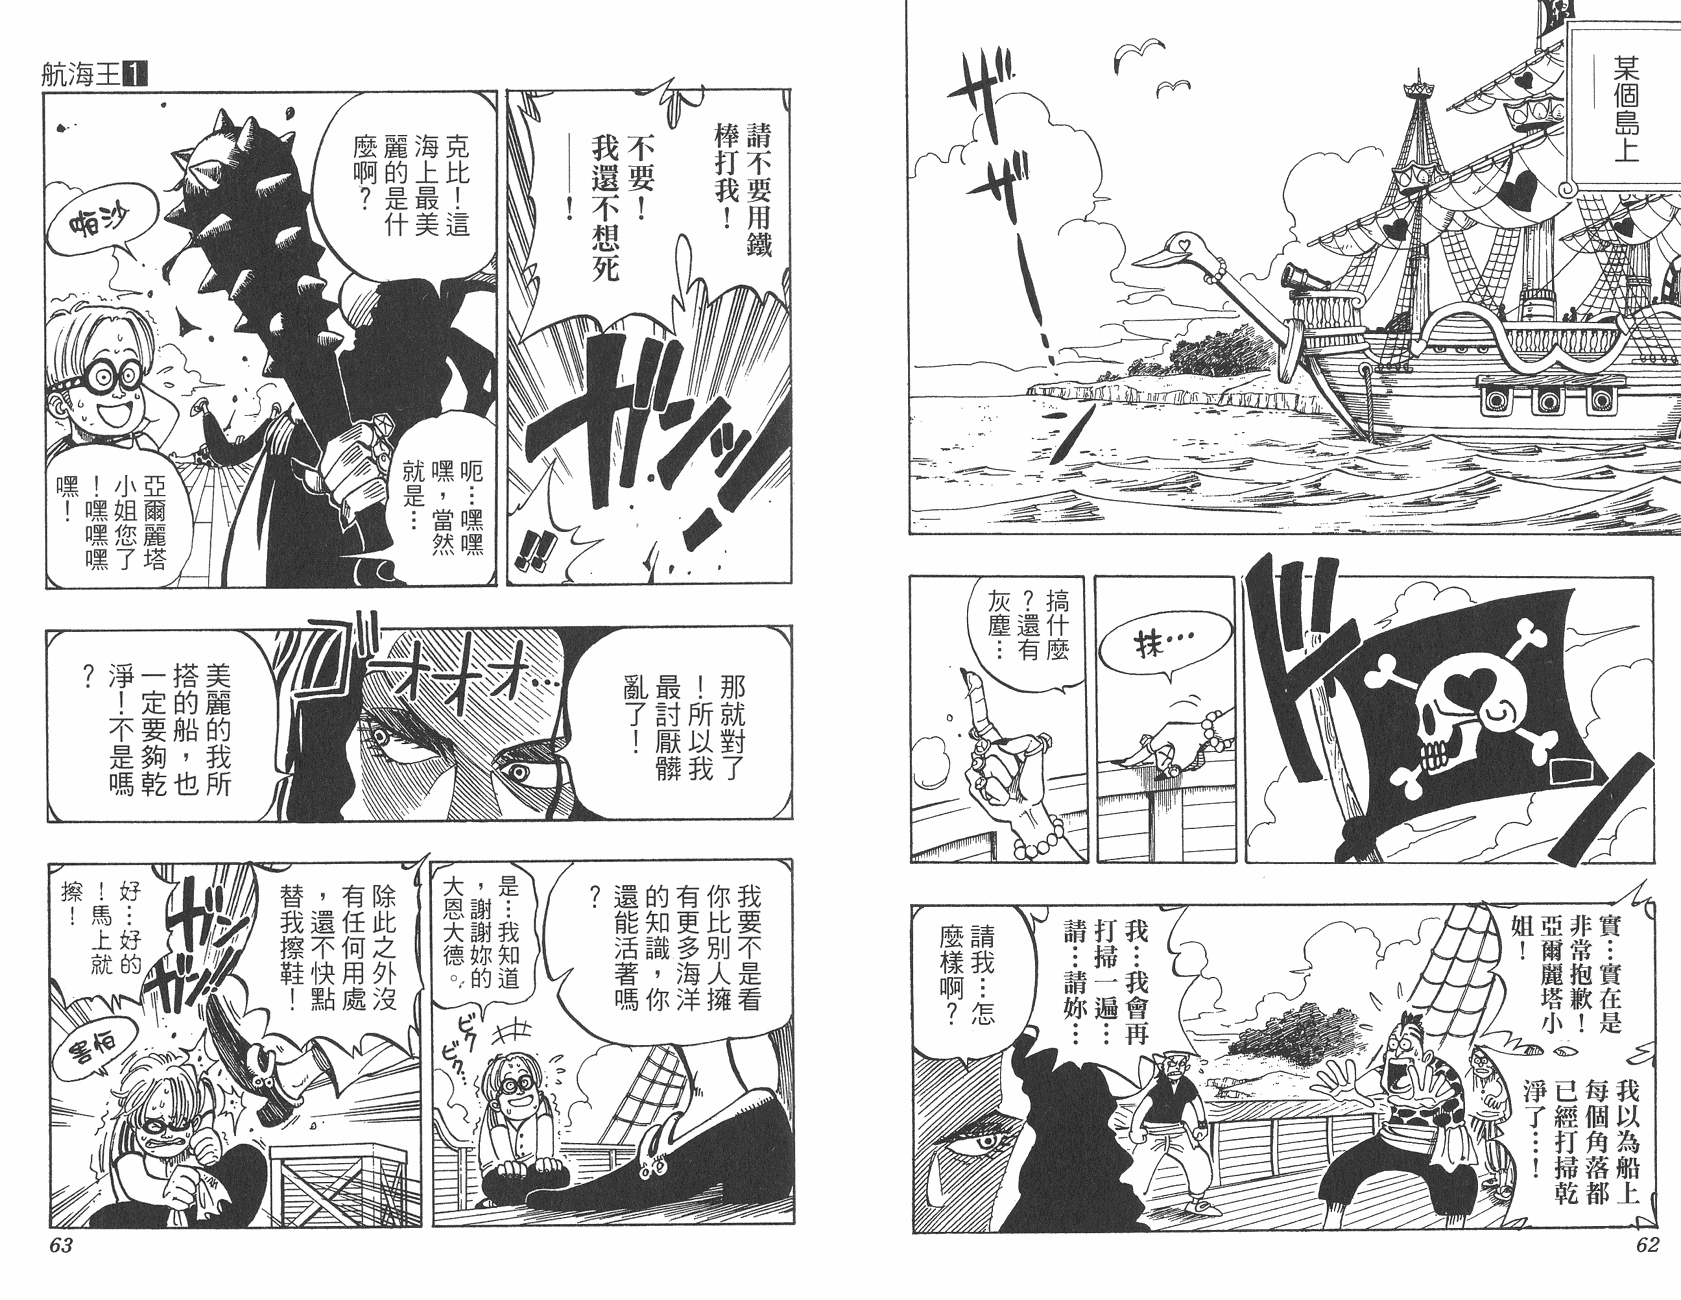 某個島上
——
ザザ
ドドン
抹…
搞什麼
？還有
灰塵…
實…實在是
非常抱歉！
亞爾麗塔小
姐！
我以為船上
每個角落都
已經打掃乾
淨了…！
我…我會再
打掃一遍…
請…請妳…
請我…怎
麼樣啊？
62
航海王1
請不要用鐵
棒打我！
不要！
我還不想死
——！
ガンッ!!
克比！這
海上最美
麗的是什
麼啊？
呃…嘿嘿
嘿，當然
就是…
亞爾麗塔
小姐您了
！嘿嘿嘿
嘿！
那就對了
！所以我
最討厭髒
亂了！
オオオ…
美麗的我所
搭的船，也
一定要夠乾
淨！不是嗎
？
我要不是看
你比別人擁
有更多海洋
的知識，你
還能活著嗎
？
是…我知道
，謝謝妳的
大恩大德。
ビクビク…
除此之外沒
有任何用處
，還不快點
替我擦鞋！
ガンッ
好…好的
！馬上就
擦！
害怕
63